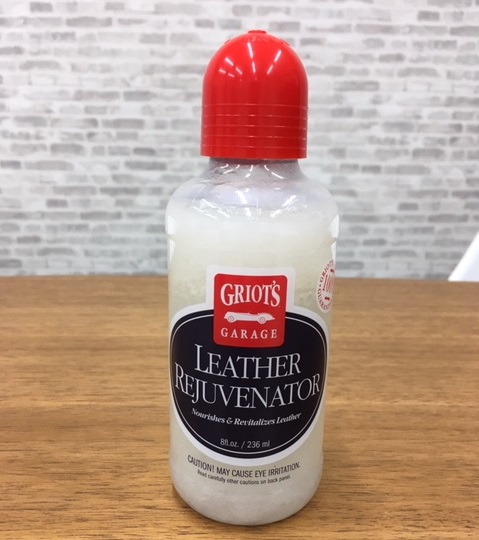 GRIOT'S
GARAGE
LEATHER
REJUVENATOR
Nourishes & Revitalizes Leather
8fl.oz. / 236 ml
CAUTION! MAY CAUSE EYE IRRITATION.
Read carefully other cautions on back panel.